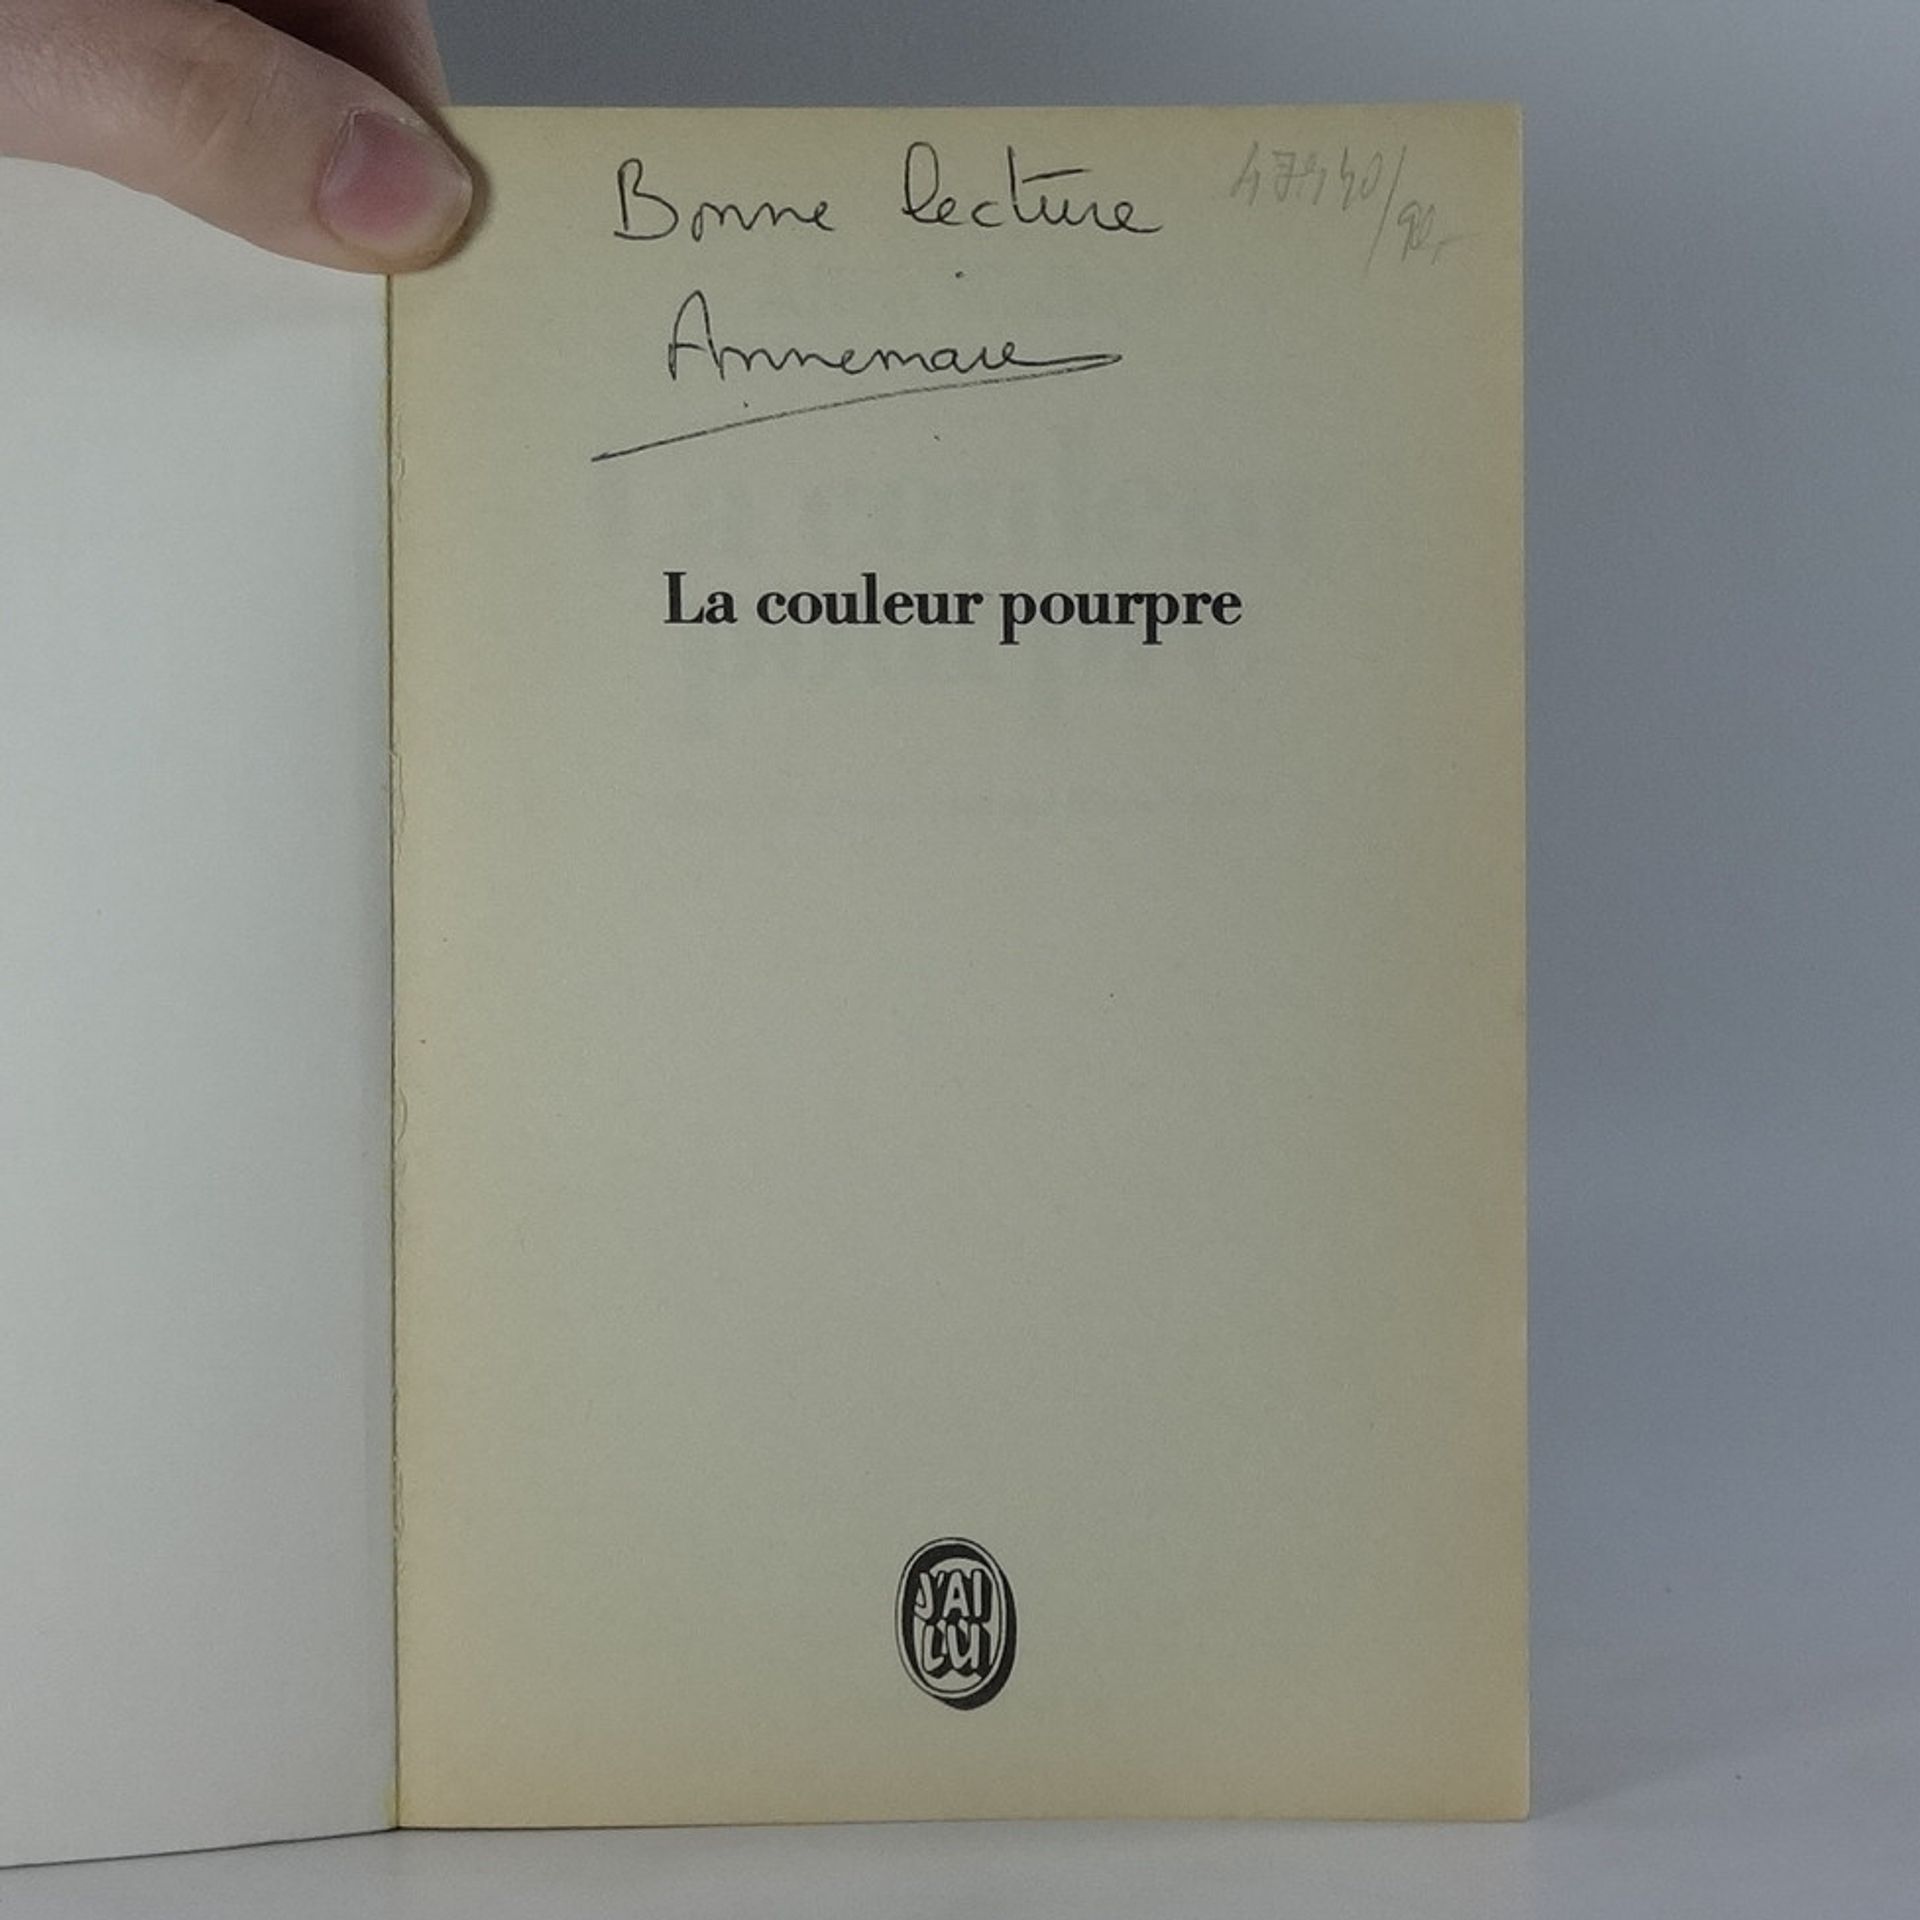 Bonne lecture
Annemarie
La couleur pourpre
J'AI
LU